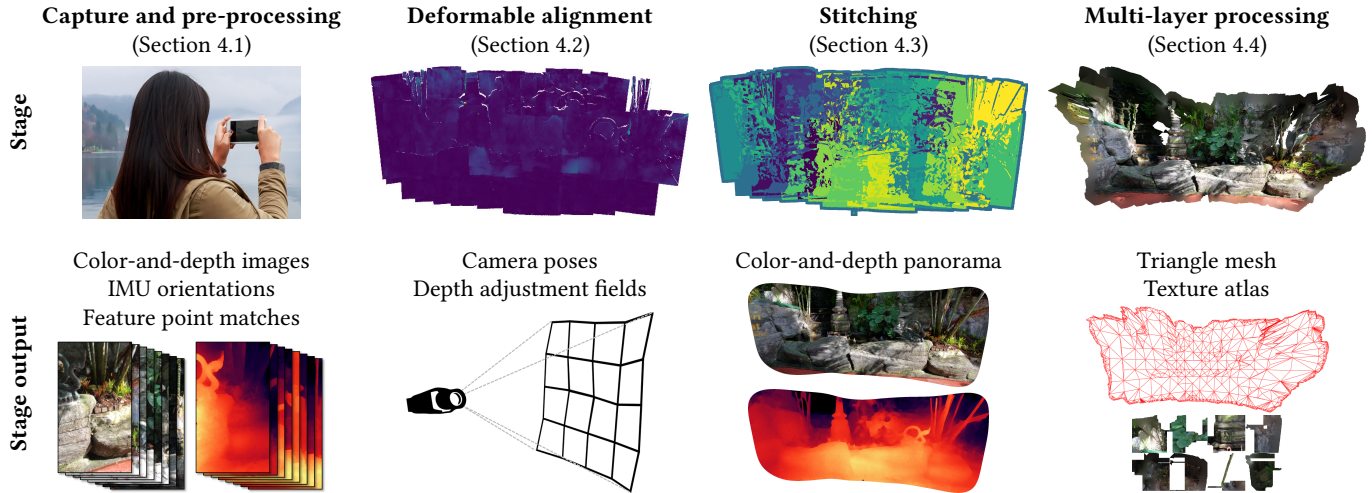 Capture and pre-processing
(Section 4.1)
Deformable alignment
(Section 4.2)
Stitching
(Section 4.3)
Multi-layer processing
(Section 4.4)
Stage
Color-and-depth images
IMU orientations
Feature point matches
Camera poses
Depth adjustment fields
Color-and-depth panorama
Triangle mesh
Texture atlas
Stage output